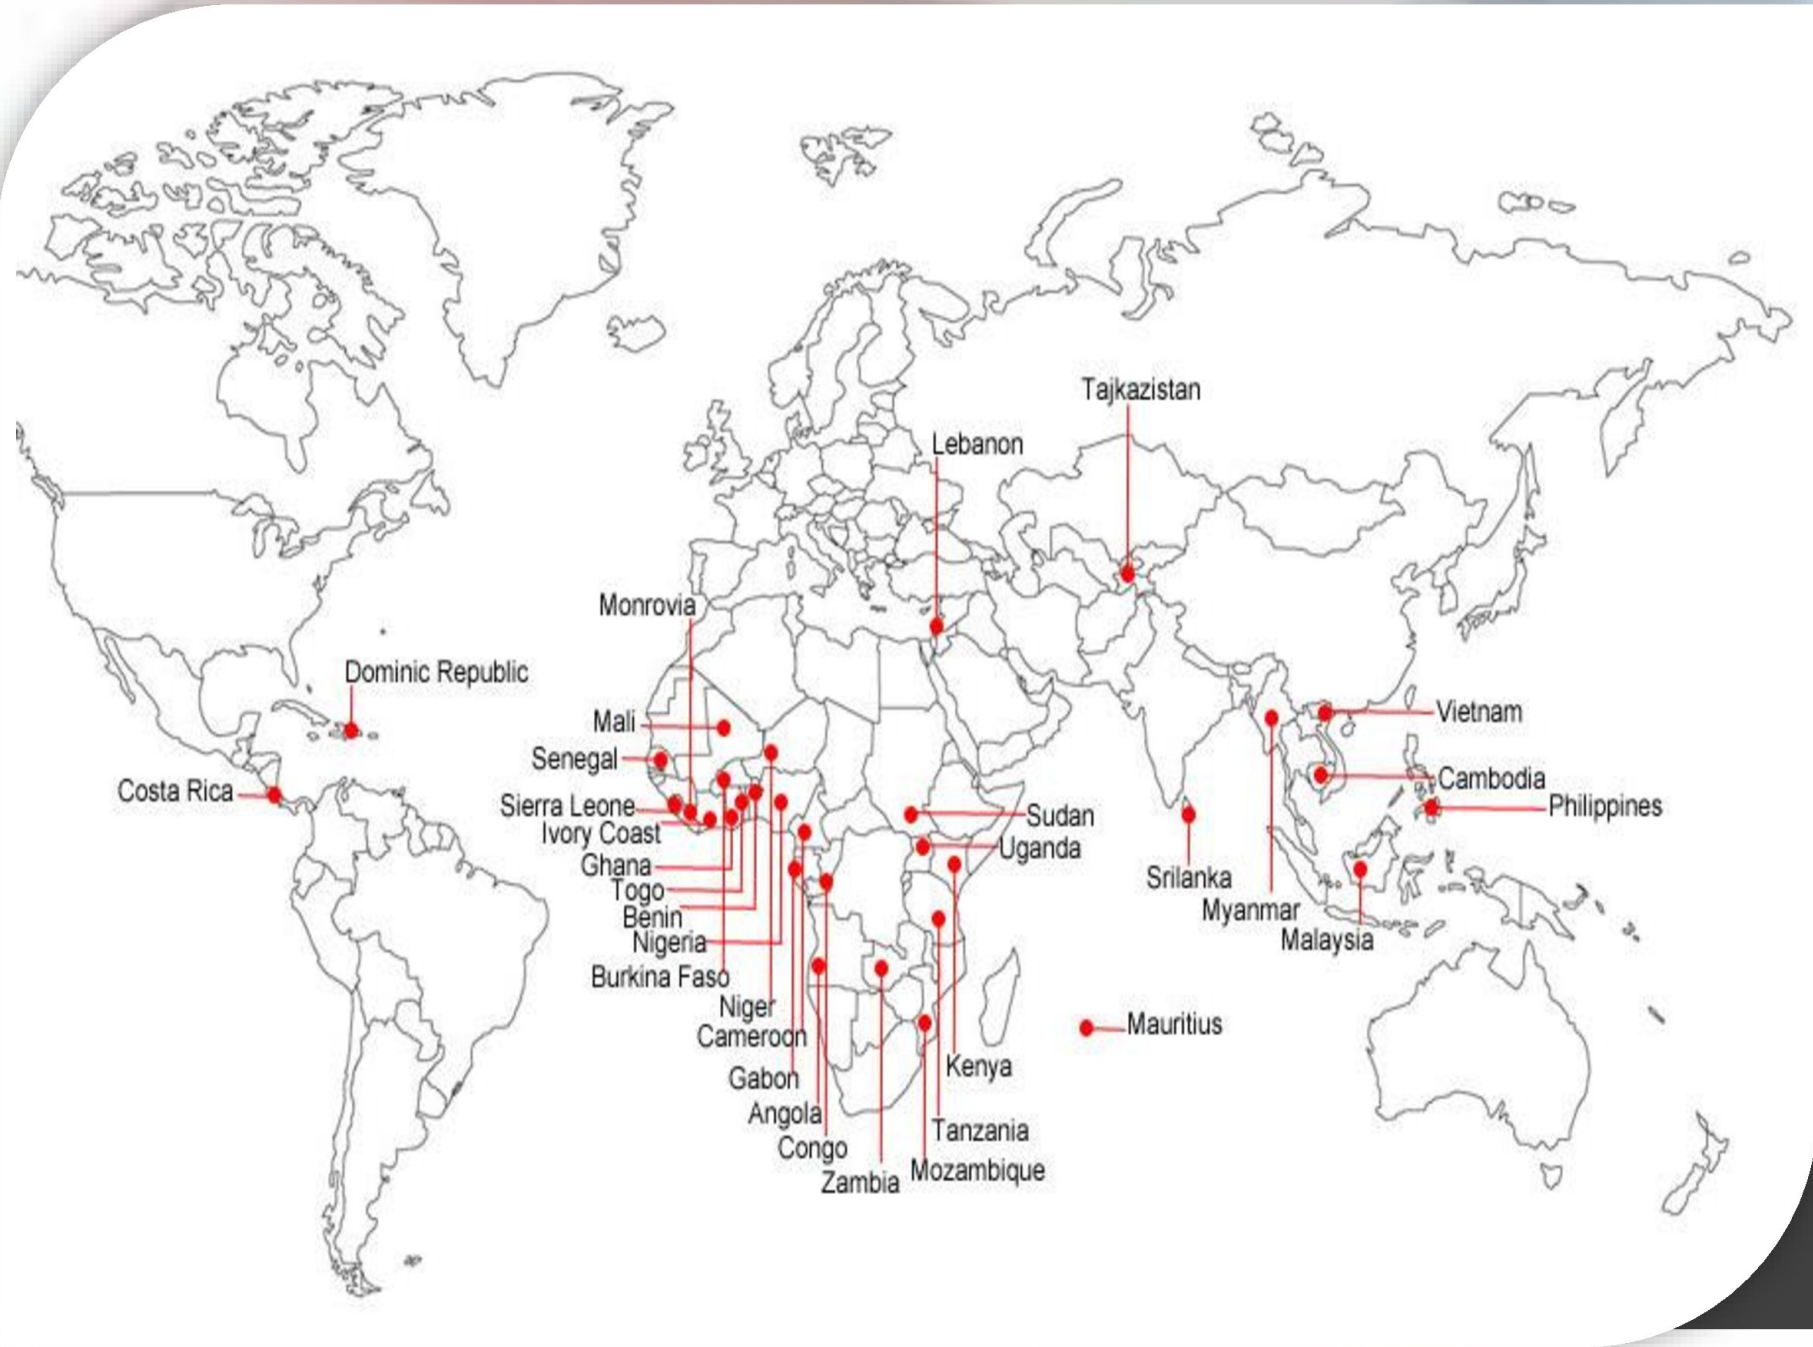 Tajkazistan
Lebanon
Monrovia
Dominic Republic
Mali
Vietnam
Senegal
Cambodia
Costa Rica
Sierra Leone
Philippines
Sudan
Ivory Coast
Uganda
Ghana
Srilanka
Togo
Myanmar
Benin
Nigeria
Malaysia
Burkina Faso
Niger
Mauritius
Cameroon
Kenya
Gabon
Angola
Tanzania
Congo
Mozambique
Zambia